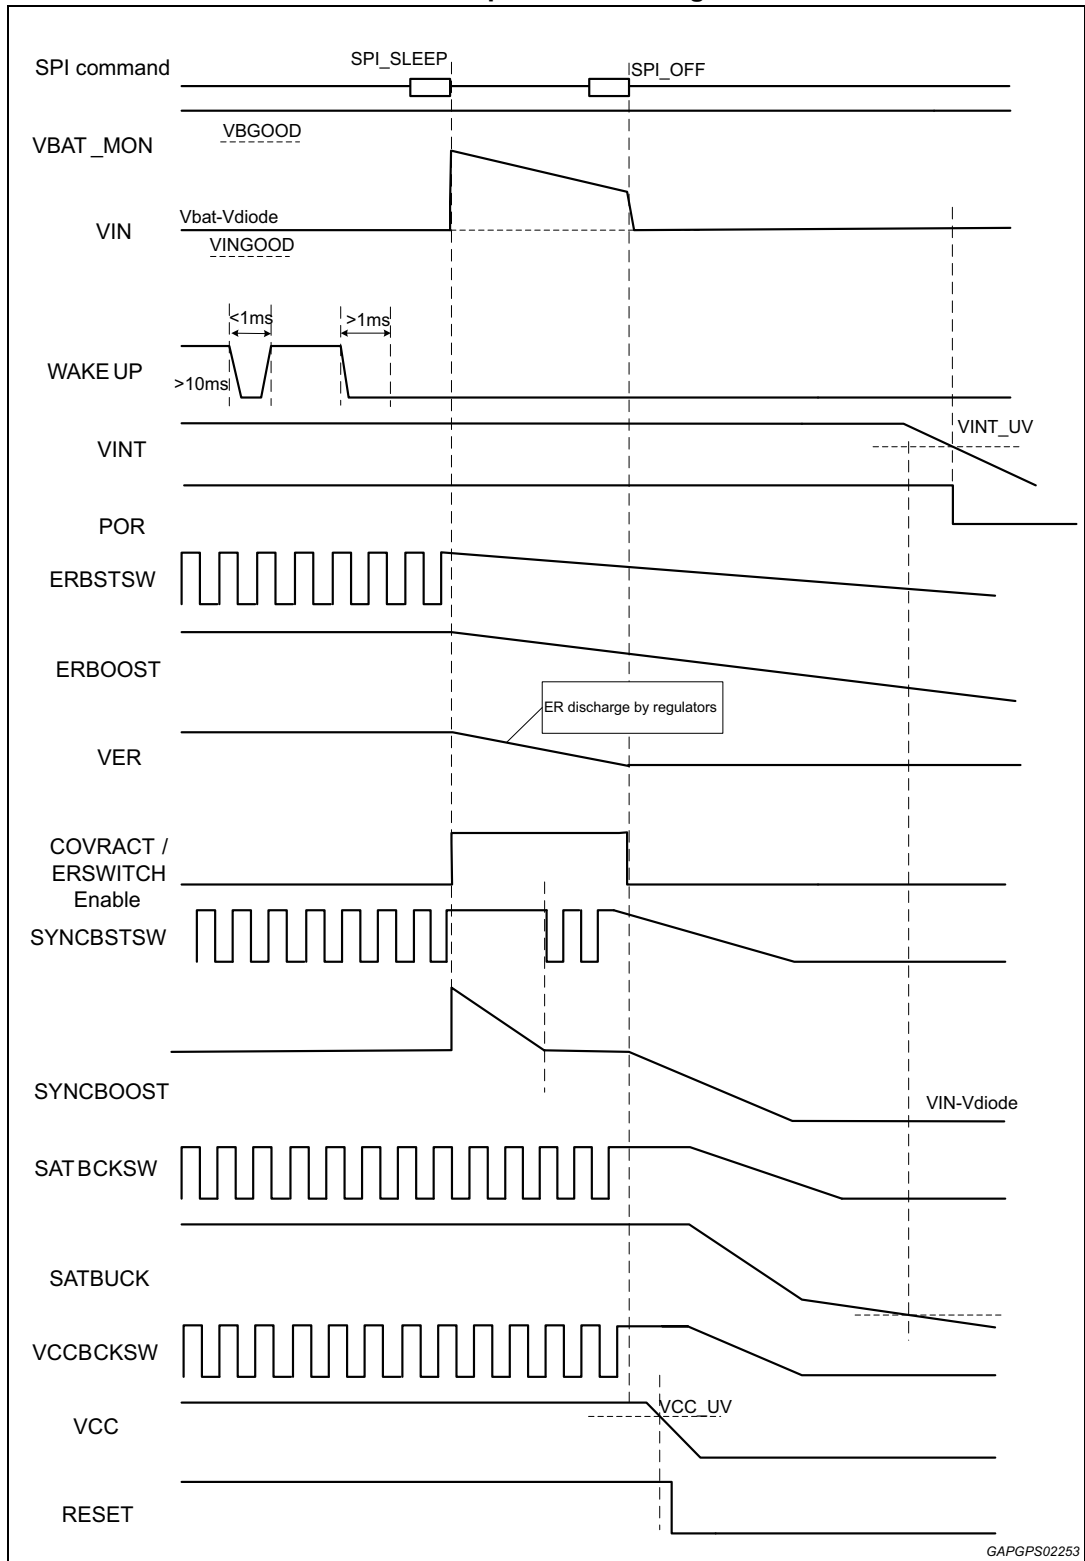 SPI command
SPI_SLEEP
SPI_OFF
VBAT_MON
VBGOOD
VIN
Vbat-Vdiode
VINGOOD
<1ms
>1ms
WAKE UP
>10ms
VINT
VINT_UV
POR
ERBSTSW
ERBOOST
ER discharge by regulators
VER
COVRACT /
ERSWITCH
Enable
SYNCBSTSW
SYNCBOOST
VIN-Vdiode
SATBCKSW
SATBUCK
VCCBCKSW
VCC
VCC_UV
RESET
GAPGPS02253